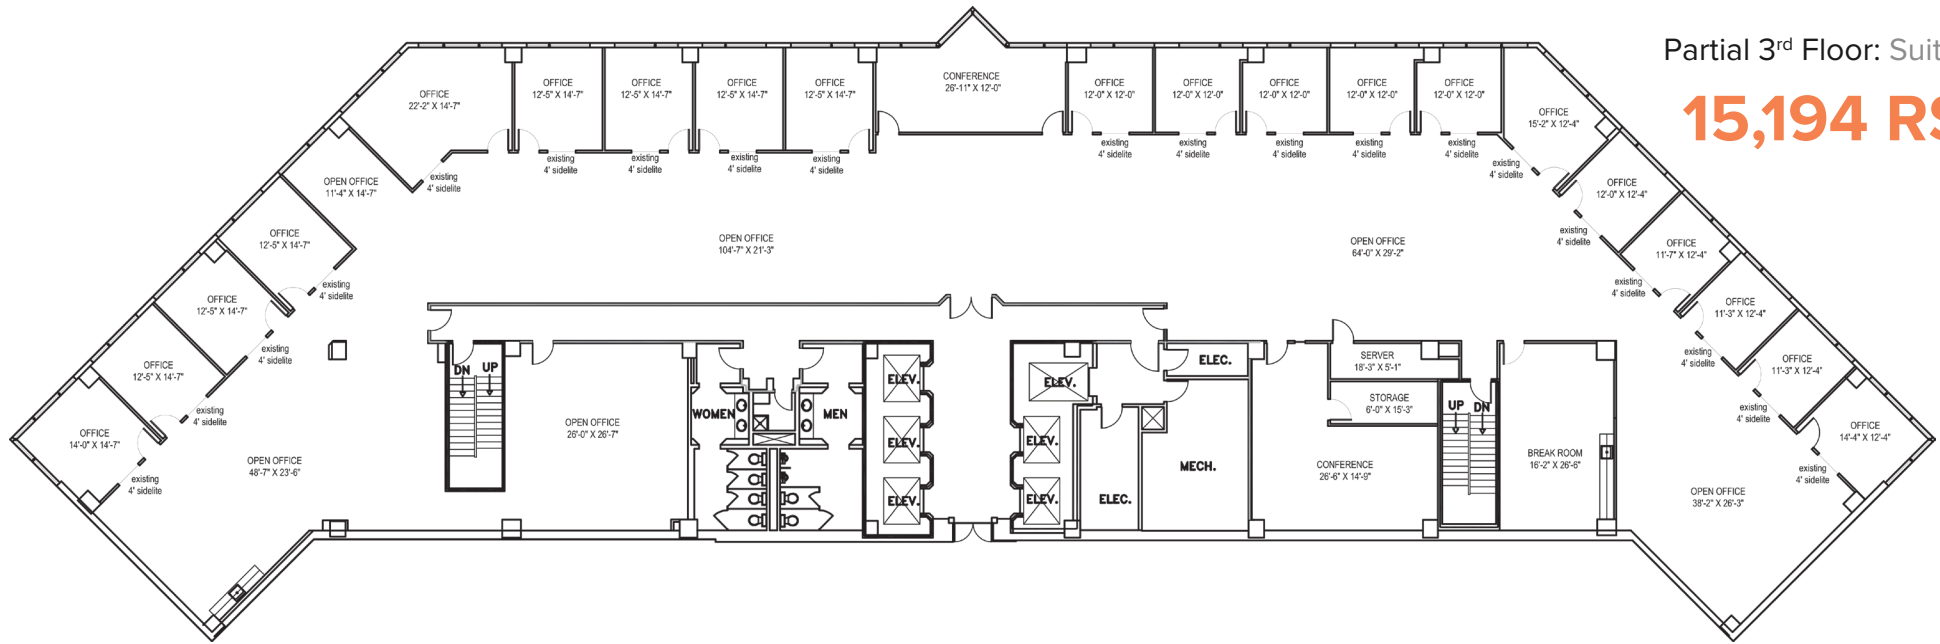 Partial 3rd Floor: Suit
15,194 RS
OFFICE
22'-2" X 14'-7"
OFFICE
12'-5" X 14'-7"
OFFICE
12'-5" X 14'-7"
OFFICE
12'-5" X 14'-7"
OFFICE
12'-5" X 14'-7"
CONFERENCE
26'-11" X 12'-0"
OFFICE
12'-0" X 12'-0"
OFFICE
12'-0" X 12'-0"
OFFICE
12'-0" X 12'-0"
OFFICE
12'-0" X 12'-0"
OFFICE
12'-0" X 12'-0"
OFFICE
15'-2" X 12'-4"
existing
4' sidelite
existing
4' sidelite
existing
4' sidelite
existing
4' sidelite
existing
4' sidelite
existing
4' sidelite
existing
4' sidelite
existing
4' sidelite
existing
4' sidelite
existing
4' sidelite
existing
4' sidelite
OPEN OFFICE
11'-4" X 14'-7"
OFFICE
12'-0" X 12'-4"
existing
4' sidelite
OFFICE
12'-5" X 14'-7"
existing
4' sidelite
OPEN OFFICE
104'-7" X 21'-3"
OPEN OFFICE
64'-0" X 29'-2"
OFFICE
11'-7" X 12'-4"
existing
4' sidelite
OFFICE
12'-5" X 14'-7"
existing
4' sidelite
OFFICE
11'-3" X 12'-4"
existing
4' sidelite
OFFICE
12'-5" X 14'-7"
existing
4' sidelite
OFFICE
11'-3" X 12'-4"
existing
4' sidelite
OFFICE
14'-0" X 14'-7"
existing
4' sidelite
OFFICE
14'-4" X 12'-4"
existing
4' sidelite
OPEN OFFICE
48'-7" X 23'-6"
DN
UP
OPEN OFFICE
26'-0" X 26'-7"
WOMEN
MEN
ELEV.
ELEV.
ELEV.
ELEV.
ELEV.
ELEV.
ELEC.
ELEC.
MECH.
SERVER
18'-3" X 5'-1"
STORAGE
6'-0" X 15'-3"
CONFERENCE
26'-6" X 14'-9"
UP
DN
BREAK ROOM
16'-2" X 26'-6"
OPEN OFFICE
38'-2" X 26'-3"